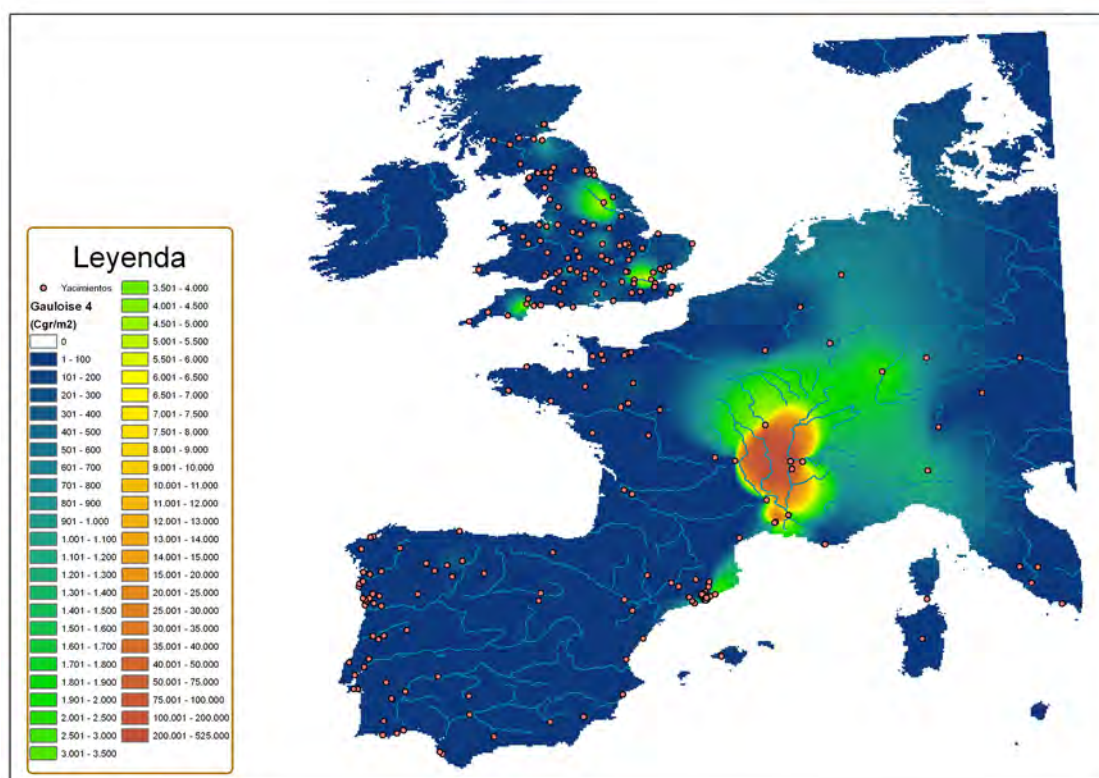 Leyenda
Yacimientos
Gauloise 4
(Cgr/m2)
0
1 - 100
101 - 200
201 - 300
301 - 400
401 - 500
501 - 600
601 - 700
701 - 800
801 - 900
901 - 1.000
1.001 - 1.100
1.101 - 1.200
1.201 - 1.300
1.301 - 1.400
1.401 - 1.500
1.501 - 1.600
1.601 - 1.700
1.701 - 1.800
1.801 - 1.900
1.901 - 2.000
2.001 - 2.500
2.501 - 3.000
3.001 - 3.500
3.501 - 4.000
4.001 - 4.500
4.501 - 5.000
5.001 - 5.500
5.501 - 6.000
6.001 - 6.500
6.501 - 7.000
7.001 - 7.500
7.501 - 8.000
8.001 - 9.000
9.001 - 10.000
10.001 - 11.000
11.001 - 12.000
12.001 - 13.000
13.001 - 14.000
14.001 - 15.000
15.001 - 20.000
20.001 - 25.000
25.001 - 30.000
30.001 - 35.000
35.001 - 40.000
40.001 - 50.000
50.001 - 75.000
75.001 - 100.000
100.001 - 200.000
200.001 - 525.000